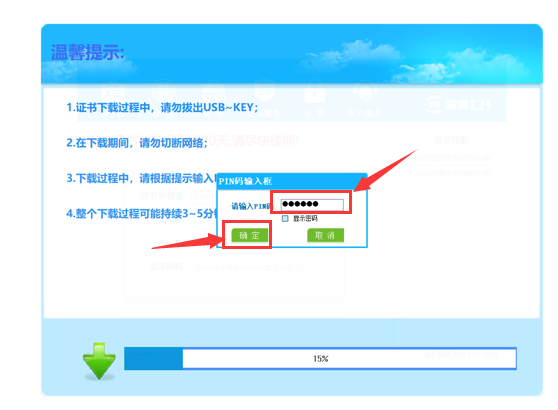 温馨提示:
1.证书下载过程中，请勿拔出USB~KEY；
2.在下载期间，请勿切断网络；
3.下载过程中，请根据提示输入
PIN码输入框
请输入PIN码
●●●●●●
4.整个下载过程可能持续3~5分
显示密码
确 定
取 消
15%